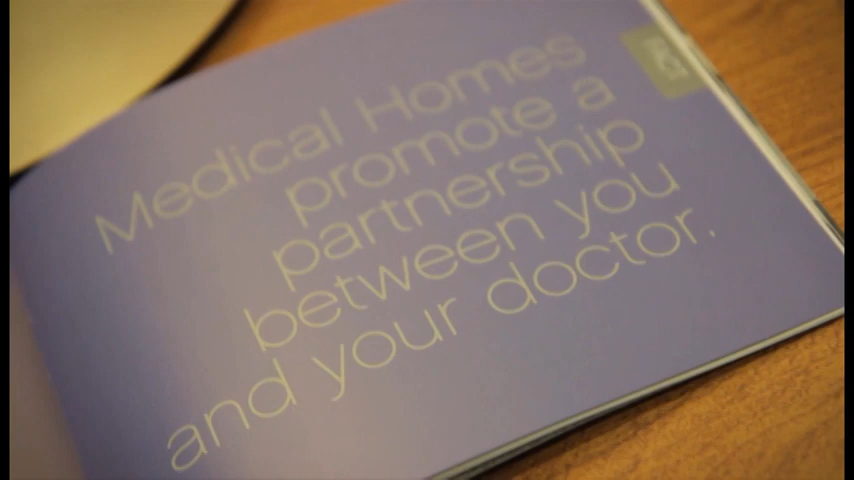 Medical Homes
promote a
partnership
between you
and your doctor.